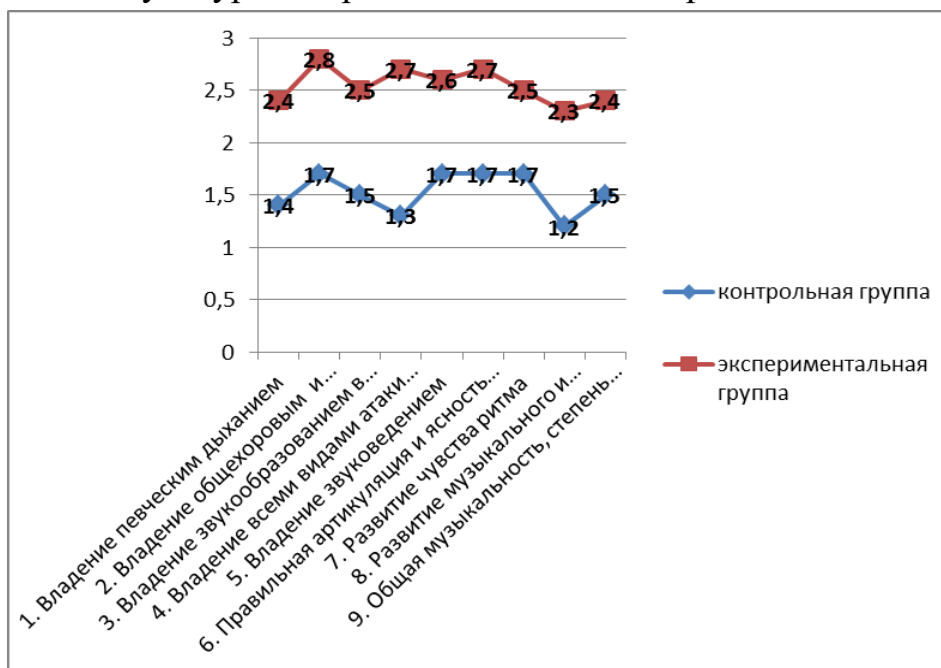 3
2,5
2
1,5
1
0,5
0
2,4
2,8
2,5
2,7
2,6
2,7
2,5
2,3
2,4
1,4
1,7
1,5
1,3
1,7
1,7
1,7
1,2
1,5
1. Владение певческим дыханием
2. Владение общехоровым и...
3. Владение звукообразованием в...
4. Владение всеми видами атаки...
5. Владение звуковедением
6. Правильная артикуляция и ясность...
7. Развитие чувства ритма
8. Развитие музыкального и...
9. Общая музыкальность, степень...
контрольная группа
экспериментальная
группа